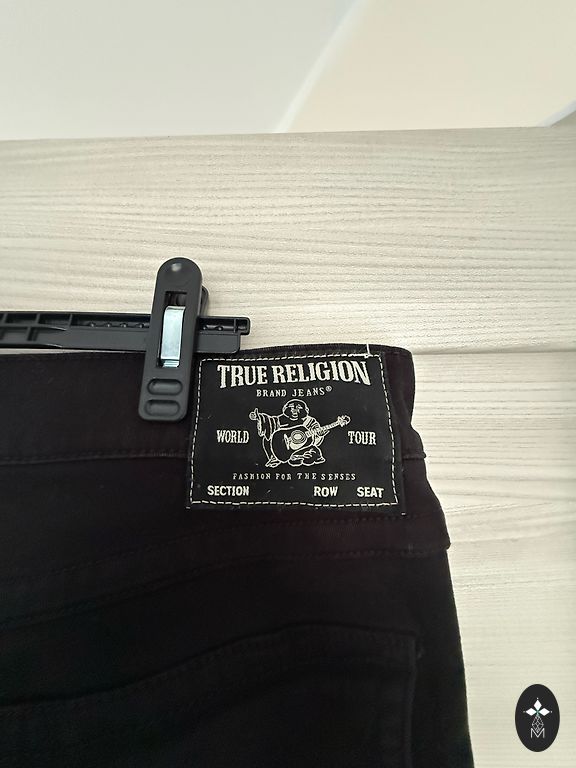 TRUE RELIGION
BRAND JEANS®
WORLD TOUR
FASHION FOR THE SENSES
SECTION ROW SEAT
M